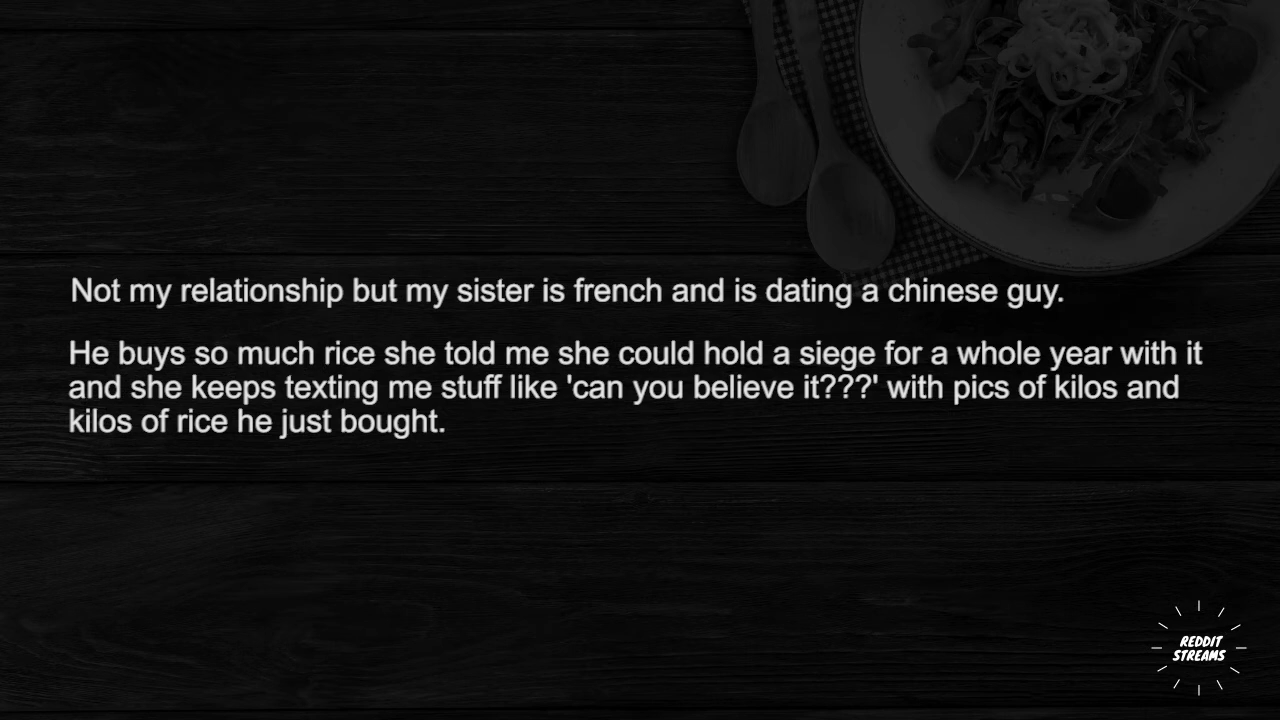 Not my relationship but my sister is french and is dating a chinese guy.
He buys so much rice she told me she could hold a siege for a whole year with it
and she keeps texting me stuff like 'can you believe it???' with pics of kilos and
kilos of rice he just bought.
REDDIT
STREAMS